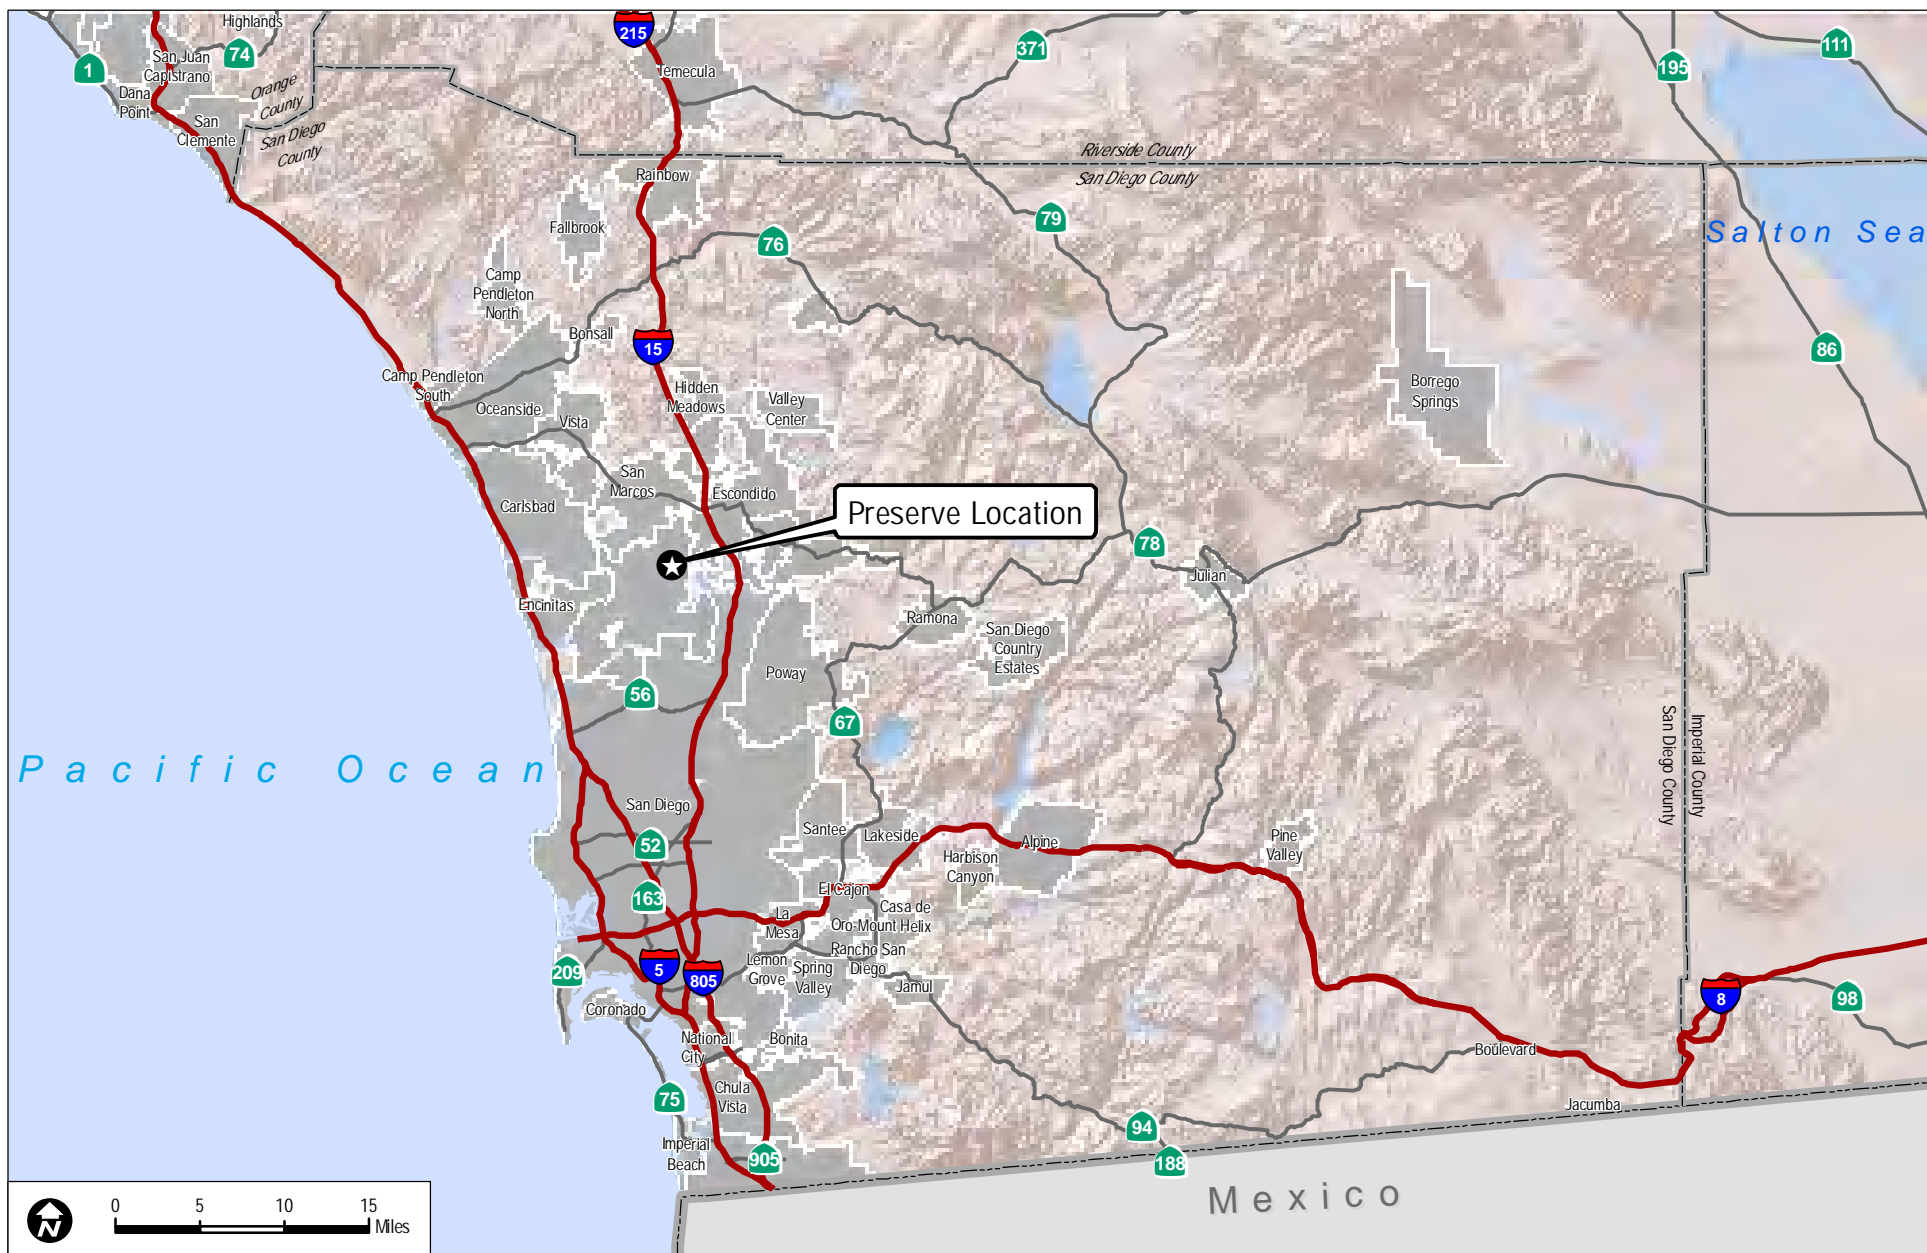 Highlands
215
74
371
111
1
San Juan
Capistrano
Temecula
195
Dana
Point
Orange
County
San
Clemente
San Diego
County
Riverside County
San Diego County
Rainbow
Fallbrook
76
79
Salton Sea
Camp
Pendleton
North
Bonsall
15
86
Camp Pendleton
South
Hidden
Meadows
Borrego
Springs
Oceanside
Vista
Valley
Center
San
Marcos
Escondido
Carlsbad
Preserve Location
78
Julian
Encinitas
Ramona
San Diego
Country
Estates
Poway
56
67
San Diego County
Imperial County
Pacific Ocean
San Diego
Santee
Lakeside
Alpine
Pine
Valley
52
Harbison
Canyon
163
El Cajon
La
Mesa
Casa de
Oro-Mount Helix
Rancho San
Diego
Lemon
Grove
Spring
Valley
Jamul
5
805
209
8
98
Coronado
National
City
Bonita
Boulevard
75
Chula
Vista
Jacumba
94
Imperial
Beach
905
188
Mexico
N
0 5 10 15
Miles